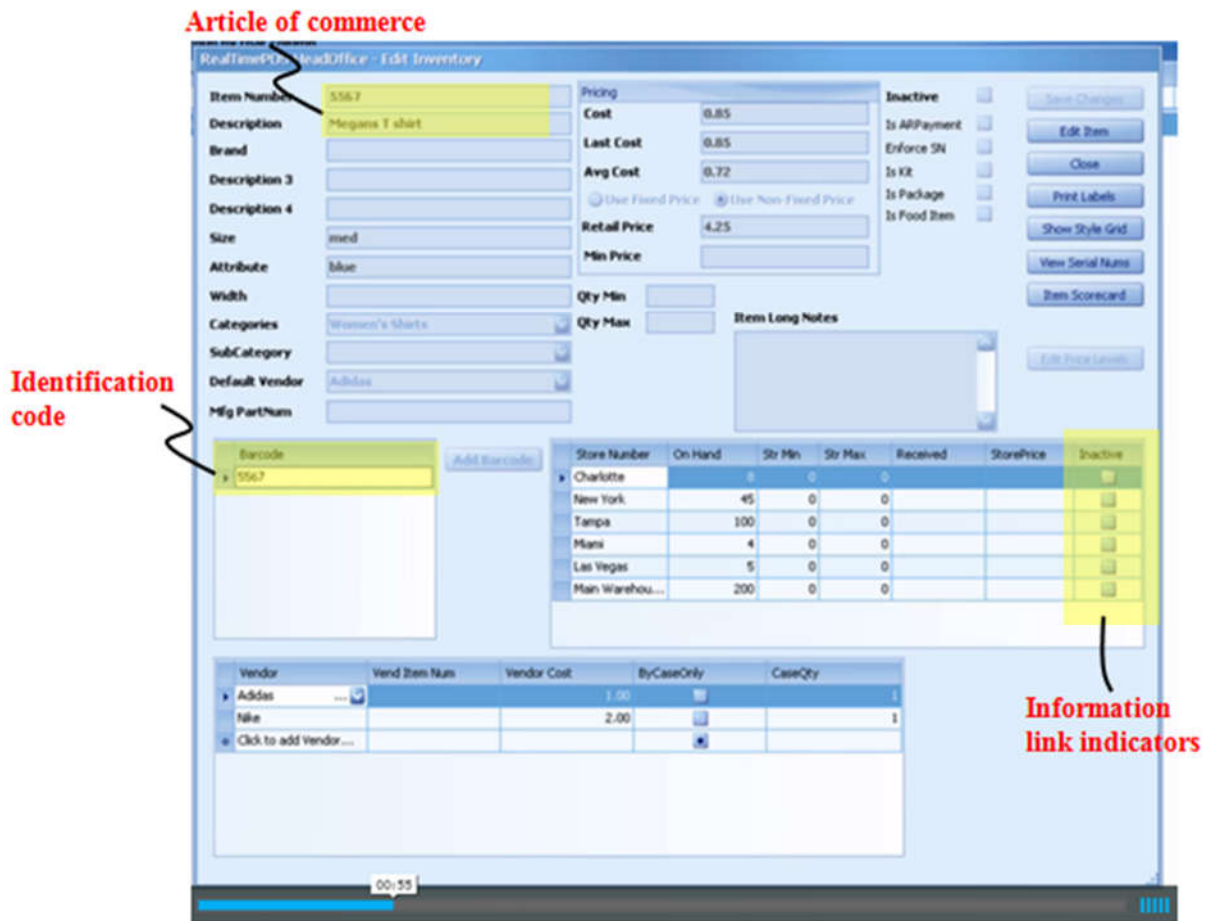 Article of commerce
RealTimePOS HeadOffice - Edit Inventory
Item Number 5567
Description Megans T shirt
Brand
Description 3
Description 4
Size med
Attribute blue
Width
Categories Women's Shirts
SubCategory
Default Vendor Adidas
Mfg PartNum
Pricing
Cost 0.85
Last Cost 0.85
Avg Cost 0.72
Use Fixed Price Use Non-Fixed Price
Retail Price 4.25
Min Price
Qty Min
Qty Max
Item Long Notes
Inactive
Is ARPayment
Enforce SN
Is Kit
Is Package
Is Food Item
Save Changes
Edit Item
Close
Print Labels
Show Style Grid
View Serial Nums
Item Scorecard
Edit Price Levels
Identification
code
Barcode
5567
Add Barcode
Store Number On Hand Str Min Str Max Received StorePrice Inactive
Charlotte 8 0 0
New York 45 0 0
Tampa 100 0 0
Miami 4 0 0
Las Vegas 5 0 0
Main Warehou... 200 0 0
Vendor Vend Item Num Vendor Cost ByCaseOnly CaseQty
Adidas ... 1.00 1
Nike 2.00 1
Click to add Vendor...
Information
link indicators
00:55